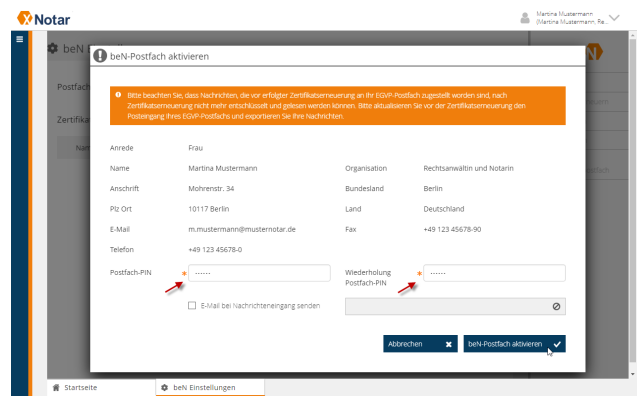 XNotar
Martina Mustermann
(Martina Mustermann, Re...
beN
beN-Postfach aktivieren
Postfach
Bitte beachten Sie, dass Nachrichten, die vor erfolgter Zertifikatserneuerung an Ihr EGVP-Postfach zugestellt worden sind, nach
Zertifikatserneuerung nicht mehr entschlüsselt und gelesen werden können. Bitte aktualisieren Sie vor der Zertifikatserneuerung den
Posteingang ihres EGVP-Postfachs und exportieren Sie Ihre Nachrichten.
Zertifika
Nam
Anrede Frau
Name Martina Mustermann Organisation Rechtsanwältin und Notarin
Anschrift Mohrenstr. 34 Bundesland Berlin
Plz Ort 10117 Berlin Land Deutschland
E-Mail m.mustermann@musternotar.de Fax +49 123 45678-90
Telefon +49 123 45678-0
Postfach-PIN * ...... Wiederholung * ......
Postfach-PIN
E-Mail bei Nachrichteneingang senden
Abbrechen beN-Postfach aktivieren
Startseite beN Einstellungen